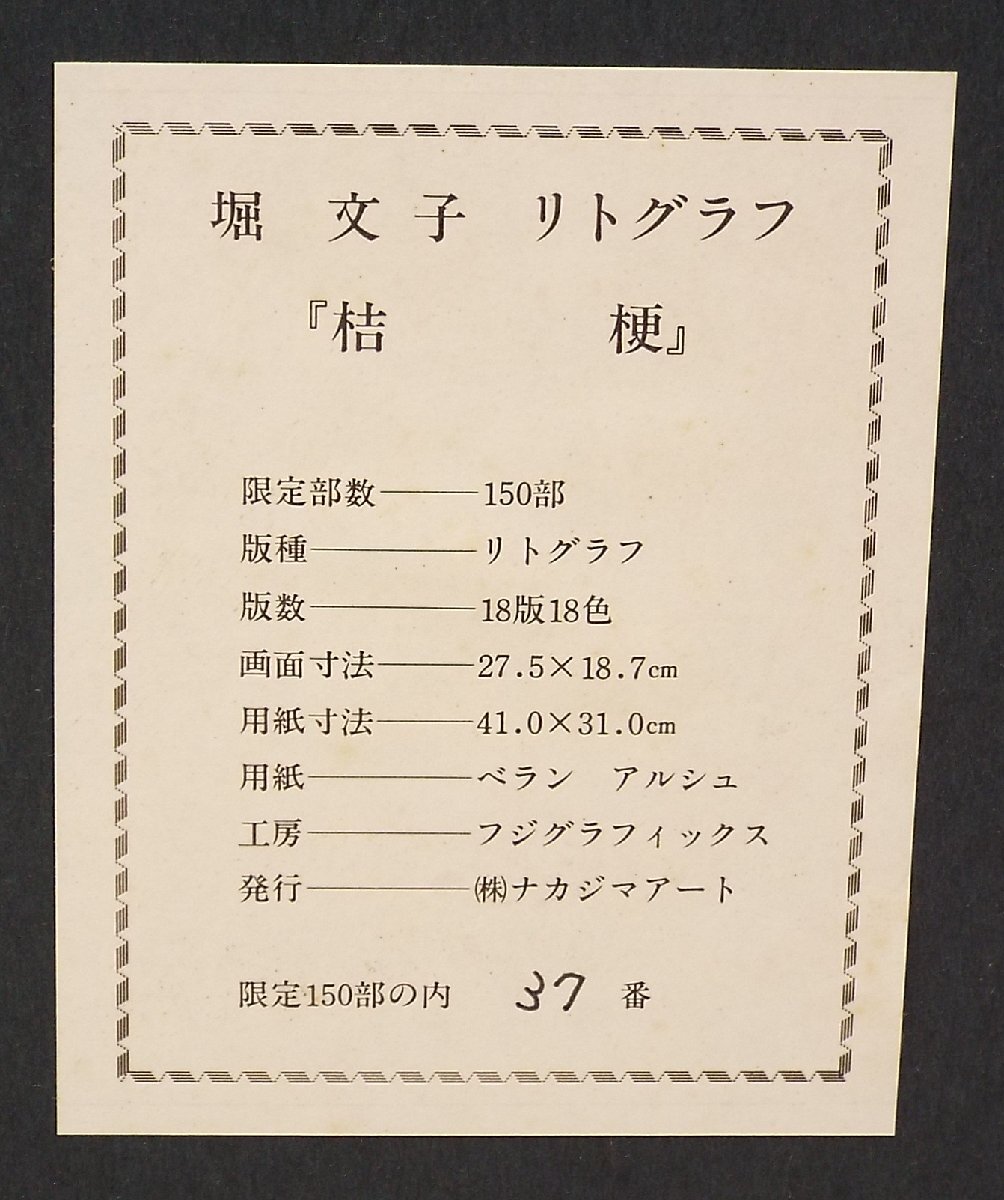 堀 文子 リトグラフ
『桔 梗』
限定部数―――150部
版種―――――リトグラフ
版数―――――18版18色
画面寸法―――27.5×18.7cm
用紙寸法―――41.0×31.0cm
用紙―――――ベラン アルシュ
工房―――――フジグラフィックス
発行―――――㈱ナカジマアート
限定150部の内 37 番